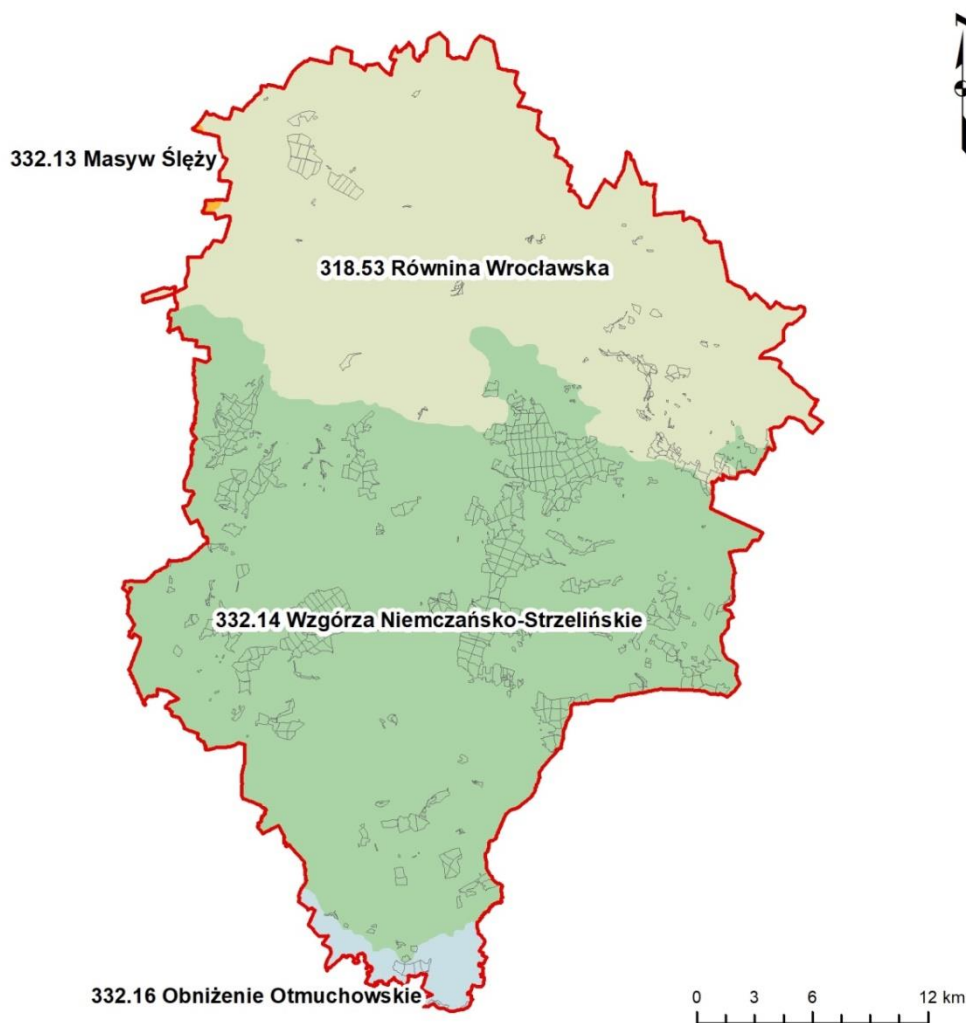 332.13 Masyw Ślęży
318.53 Równina Wrocławska
332.14 Wzgórza Niemczańsko-Strzelińskie
332.16 Obniżenie Otmuchowskie
0 3 6 12 km